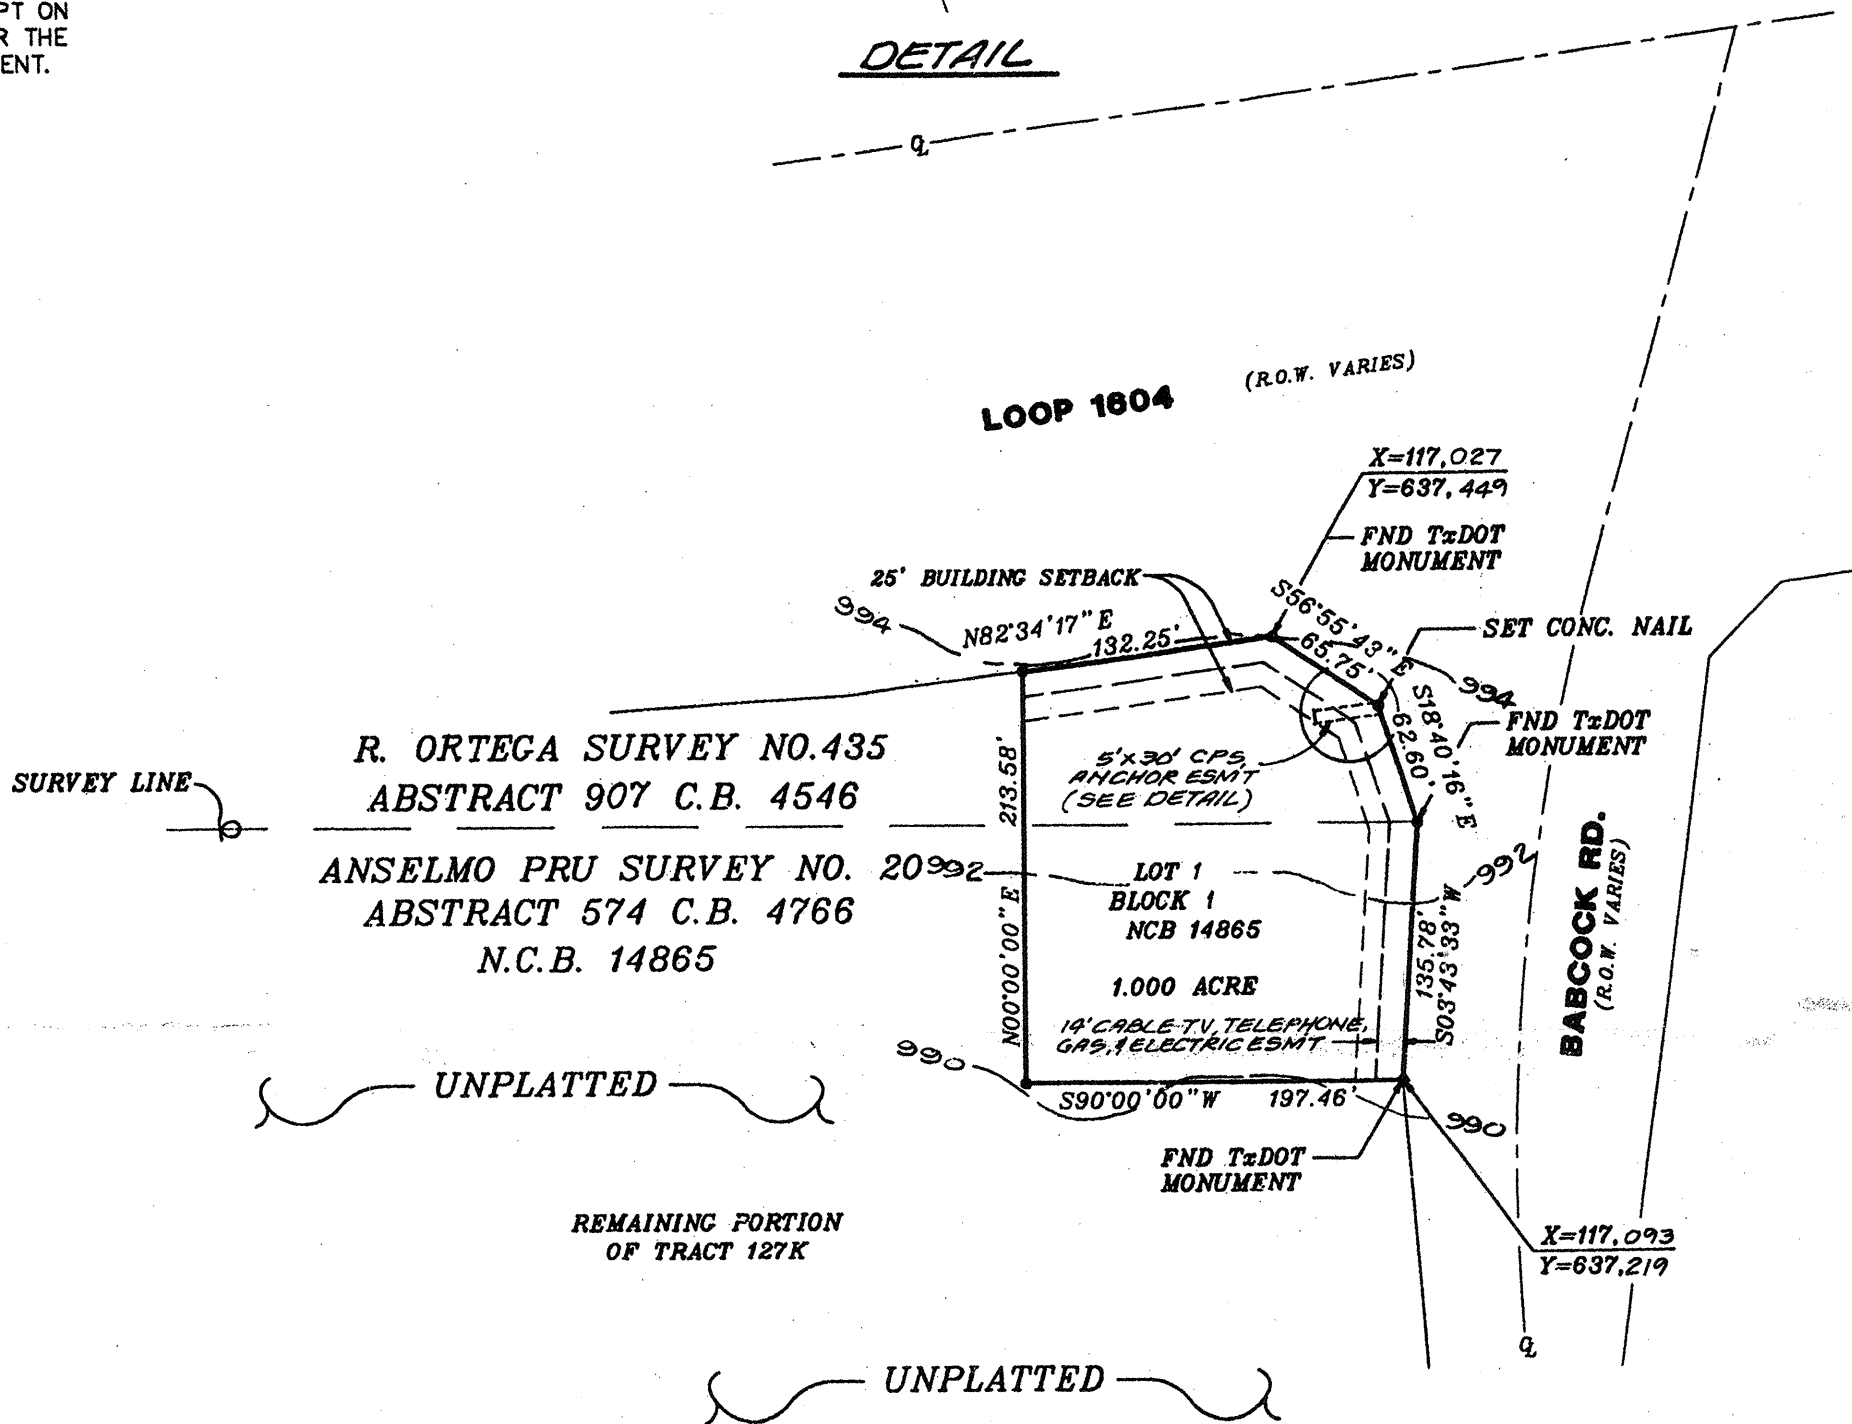 PT ON
R THE
ENT.
DETAIL
LOOP 1604
(R.O.W. VARIES)
X=117,027
Y=637,449
FND TxDOT
MONUMENT
25' BUILDING SETBACK
994
N82°34'17"E
132.25'
S56°55'43"E
65.75'
SET CONC. NAIL
994
S18°40'16"E
62.60'
FND TxDOT
MONUMENT
SURVEY LINE
R. ORTEGA SURVEY NO.435
ABSTRACT 907 C.B. 4546
213.58'
N00°00'00"E
5'X30' CPS,
ANCHOR ESM'T
(SEE DETAIL)
ANSELMO PRU SURVEY NO. 20
ABSTRACT 574 C.B. 4766
N.C.B. 14865
992
LOT 1
BLOCK 1
NCB 14865
1.000 ACRE
992
135.78'
S03°43'33"W
BABCOCK RD.
(R.O.W. VARIES)
14' CABLE-TV, TELEPHONE,
GAS, & ELECTRIC ESM'T
990
UNPLATTED
S90°00'00"W 197.46'
990
FND TxDOT
MONUMENT
REMAINING PORTION
OF TRACT 127K
X=117,093
Y=637,219
UNPLATTED